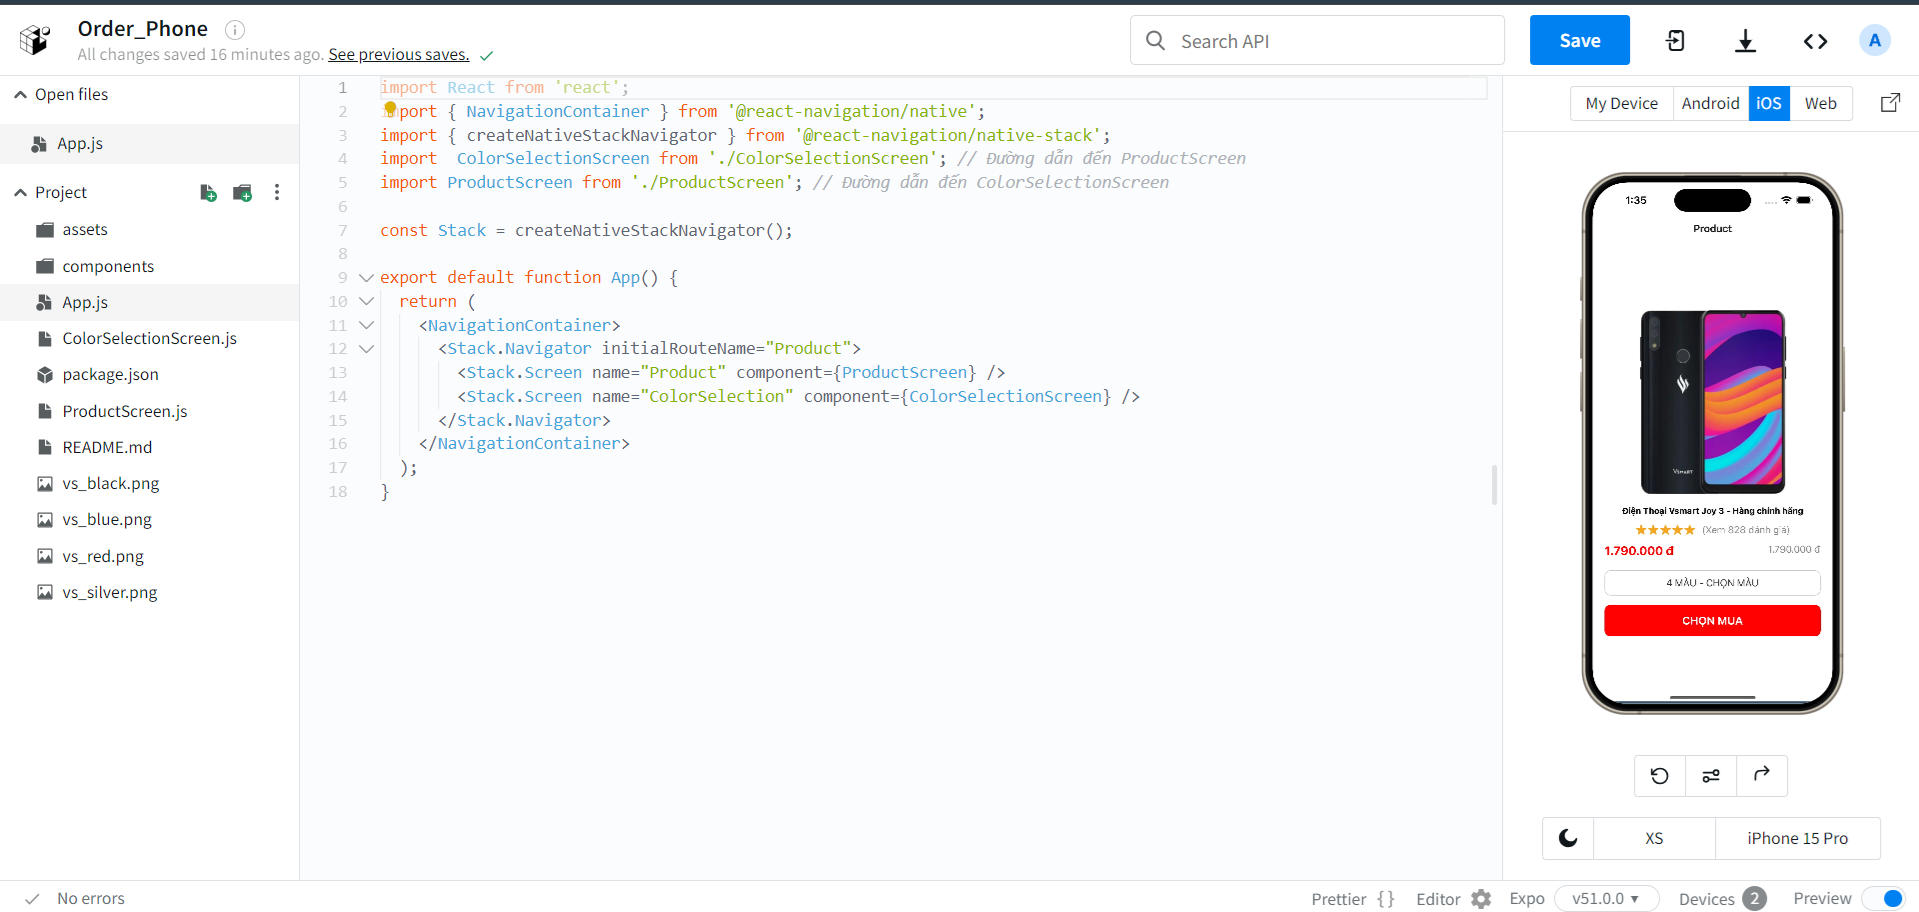 Order_Phone
All changes saved 16 minutes ago. See previous saves.
Search API
Save
A
Open files
App.js
Project
assets
components
App.js
ColorSelectionScreen.js
package.json
ProductScreen.js
README.md
vs_black.png
vs_blue.png
vs_red.png
vs_silver.png
1 import React from 'react';
2 import { NavigationContainer } from '@react-navigation/native';
3 import { createNativeStackNavigator } from '@react-navigation/native-stack';
4 import  ColorSelectionScreen from './ColorSelectionScreen'; // Đường dẫn đến ProductScreen
5 import ProductScreen from './ProductScreen'; // Đường dẫn đến ColorSelectionScreen
6
7 const Stack = createNativeStackNavigator();
8
9 export default function App() {
10   return (
11     <NavigationContainer>
12       <Stack.Navigator initialRouteName="Product">
13         <Stack.Screen name="Product" component={ProductScreen} />
14         <Stack.Screen name="ColorSelection" component={ColorSelectionScreen} />
15       </Stack.Navigator>
16     </NavigationContainer>
17   );
18 }
My Device Android iOS Web
1:35
Product
Vsmart
Điện Thoại Vsmart Joy 3 - Hàng chính hãng
(Xem 828 đánh giá)
1.790.000 đ 1.790.000 đ
4 MÀU - CHỌN MÀU
CHỌN MUA
XS iPhone 15 Pro
No errors
Prettier {} Editor Expo v51.0.0 Devices 2 Preview